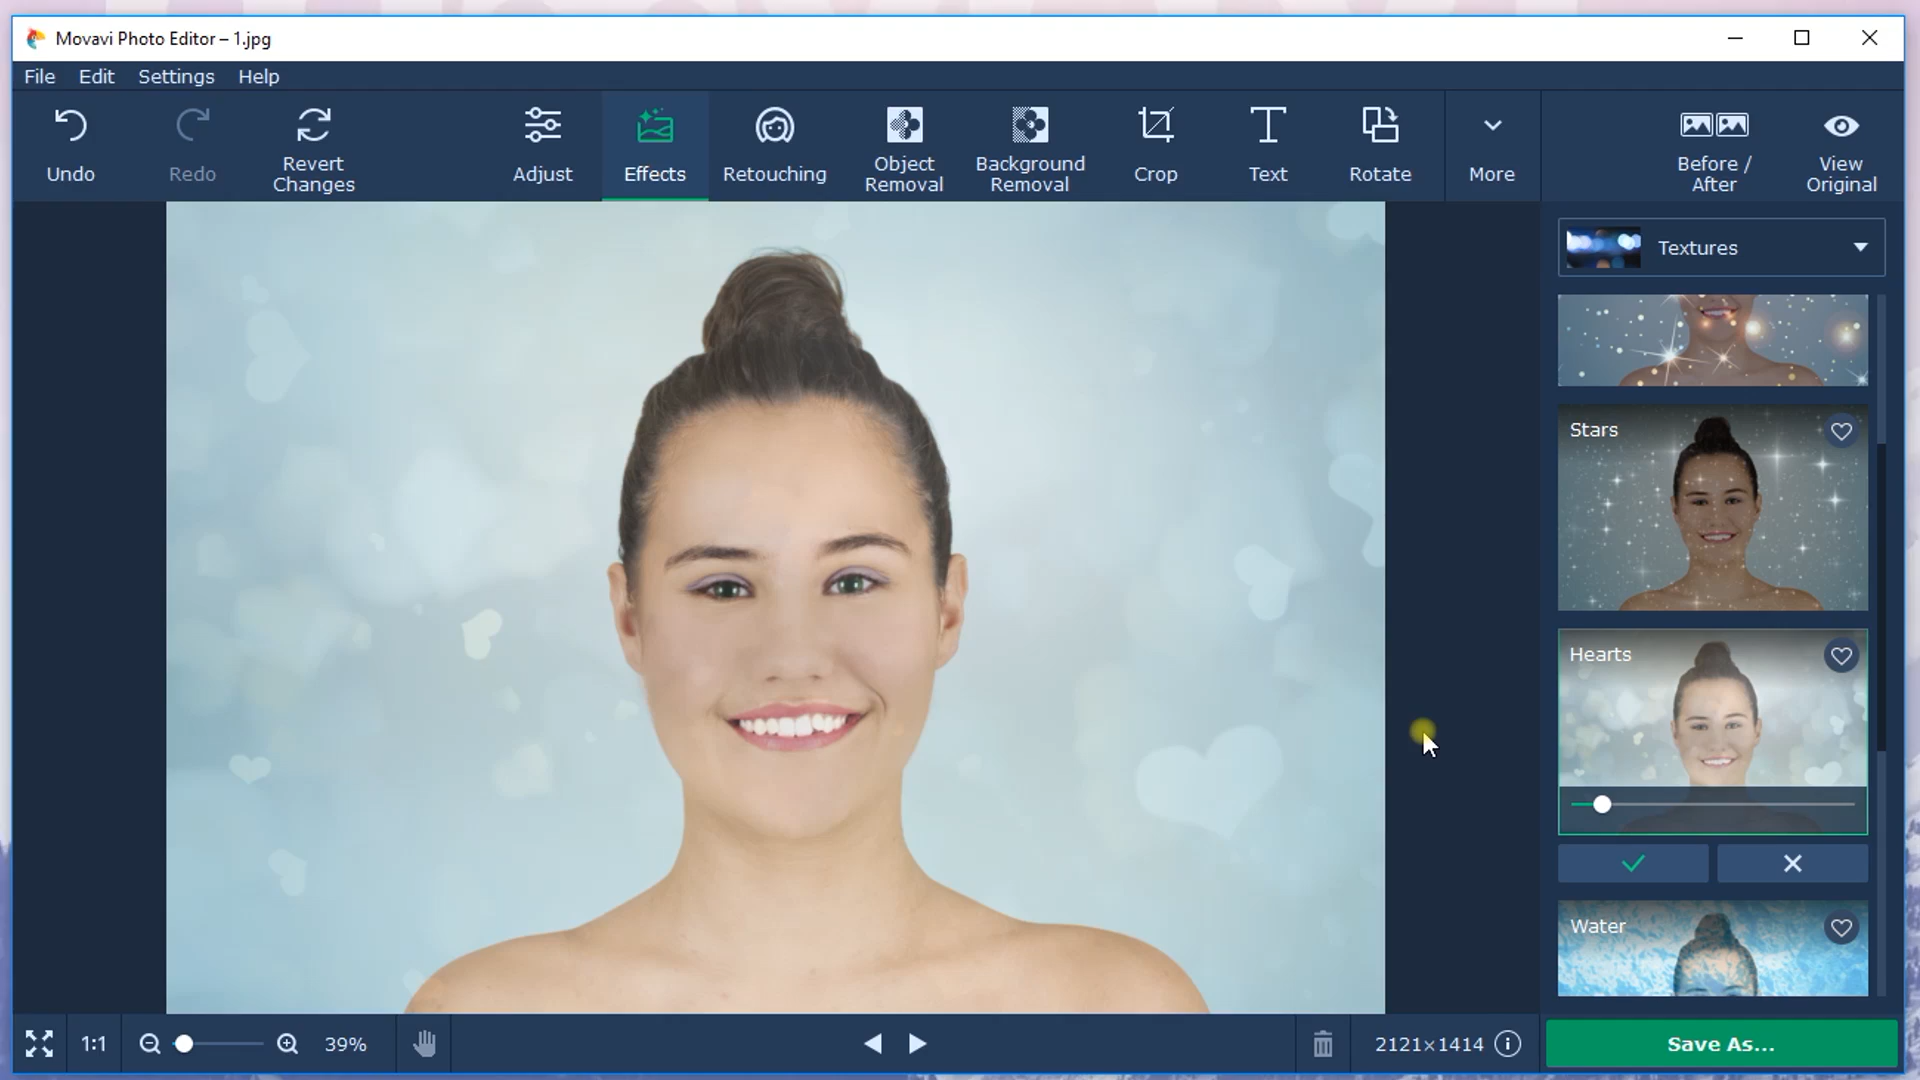 Movavi Photo Editor – 1.jpg
File Edit Settings Help
Undo
Redo
Revert
Changes
Adjust
Effects
Retouching
Object
Removal
Background
Removal
Crop
Text
Rotate
More
Before /
After
View
Original
Textures
Stars
Hearts
Water
1:1
39%
2121×1414
Save As...